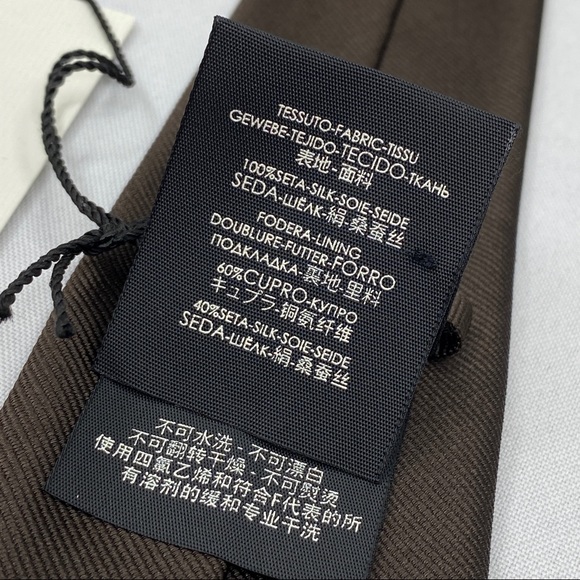 TESSUTO-FABRIC-TISSU
GEWEBE-TEJIDO-TECIDO-ТКАНЬ
表地-面料
100%SETA-SILK-SOIE-SEIDE
SEDA-ШЁЛК-絹-桑蚕丝
FODERA-LINING
DOUBLURE-FUTTER-FORRO
ПОДКЛАДКА-裏地-里料
60%CUPRO-КУПРО
キュプラ-铜氨纤维
40%SETA-SILK-SOIE-SEIDE
SEDA-ШЁЛК-絹-桑蚕丝
不可水洗-不可漂白
不可翻转干燥-不可熨烫
使用四氯乙烯和符合F代表的所
有溶剂的缓和专业干洗